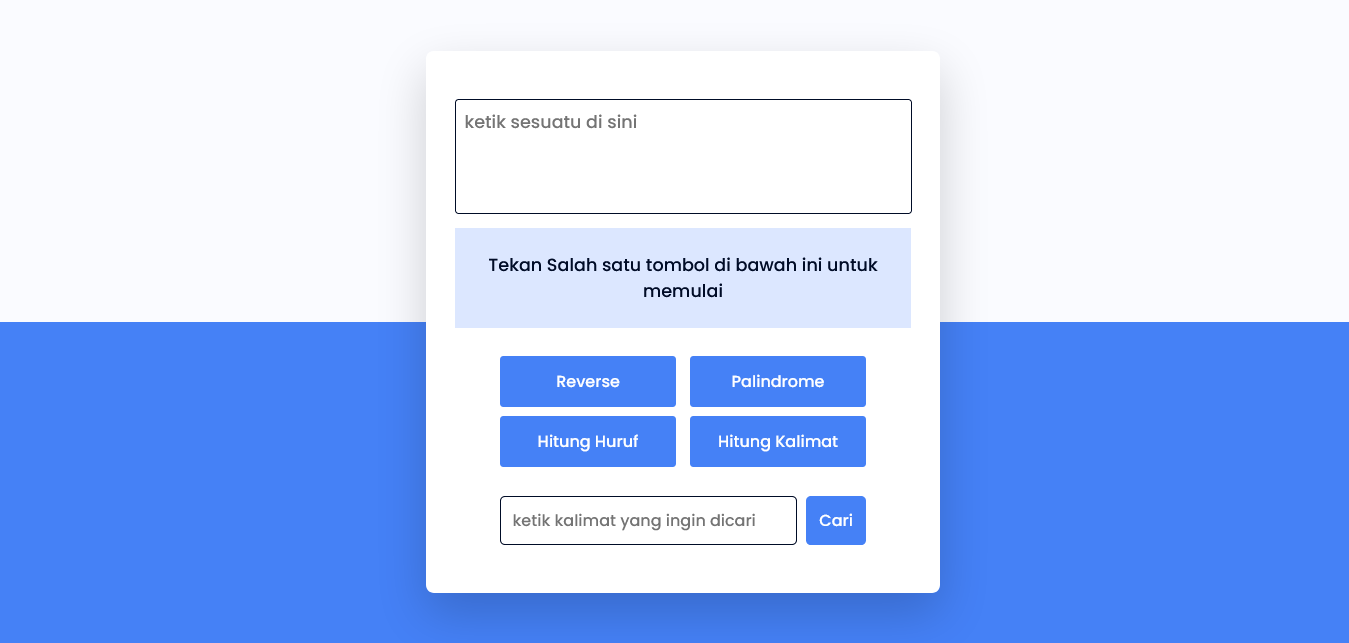 ketik sesuatu di sini
Tekan Salah satu tombol di bawah ini untuk
memulai
Reverse
Palindrome
Hitung Huruf
Hitung Kalimat
ketik kalimat yang ingin dicari
Cari